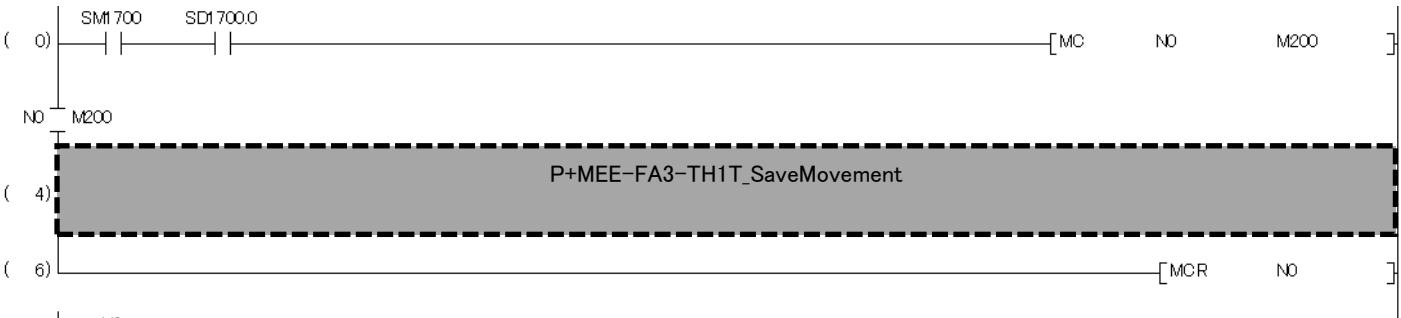 SM1700 SD1700.0
( 0) [MC N0 M200 ]
N0 M200
P+MEE-FA3-TH1T_SaveMovement
( 4)
( 6) [MCR N0 ]